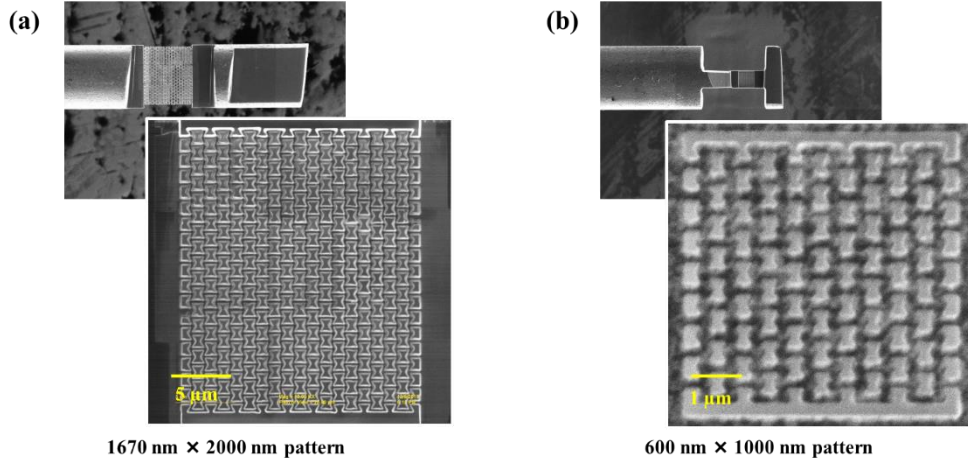 (a)
(b)
5 μm
1 μm
1670 nm × 2000 nm pattern
600 nm × 1000 nm pattern